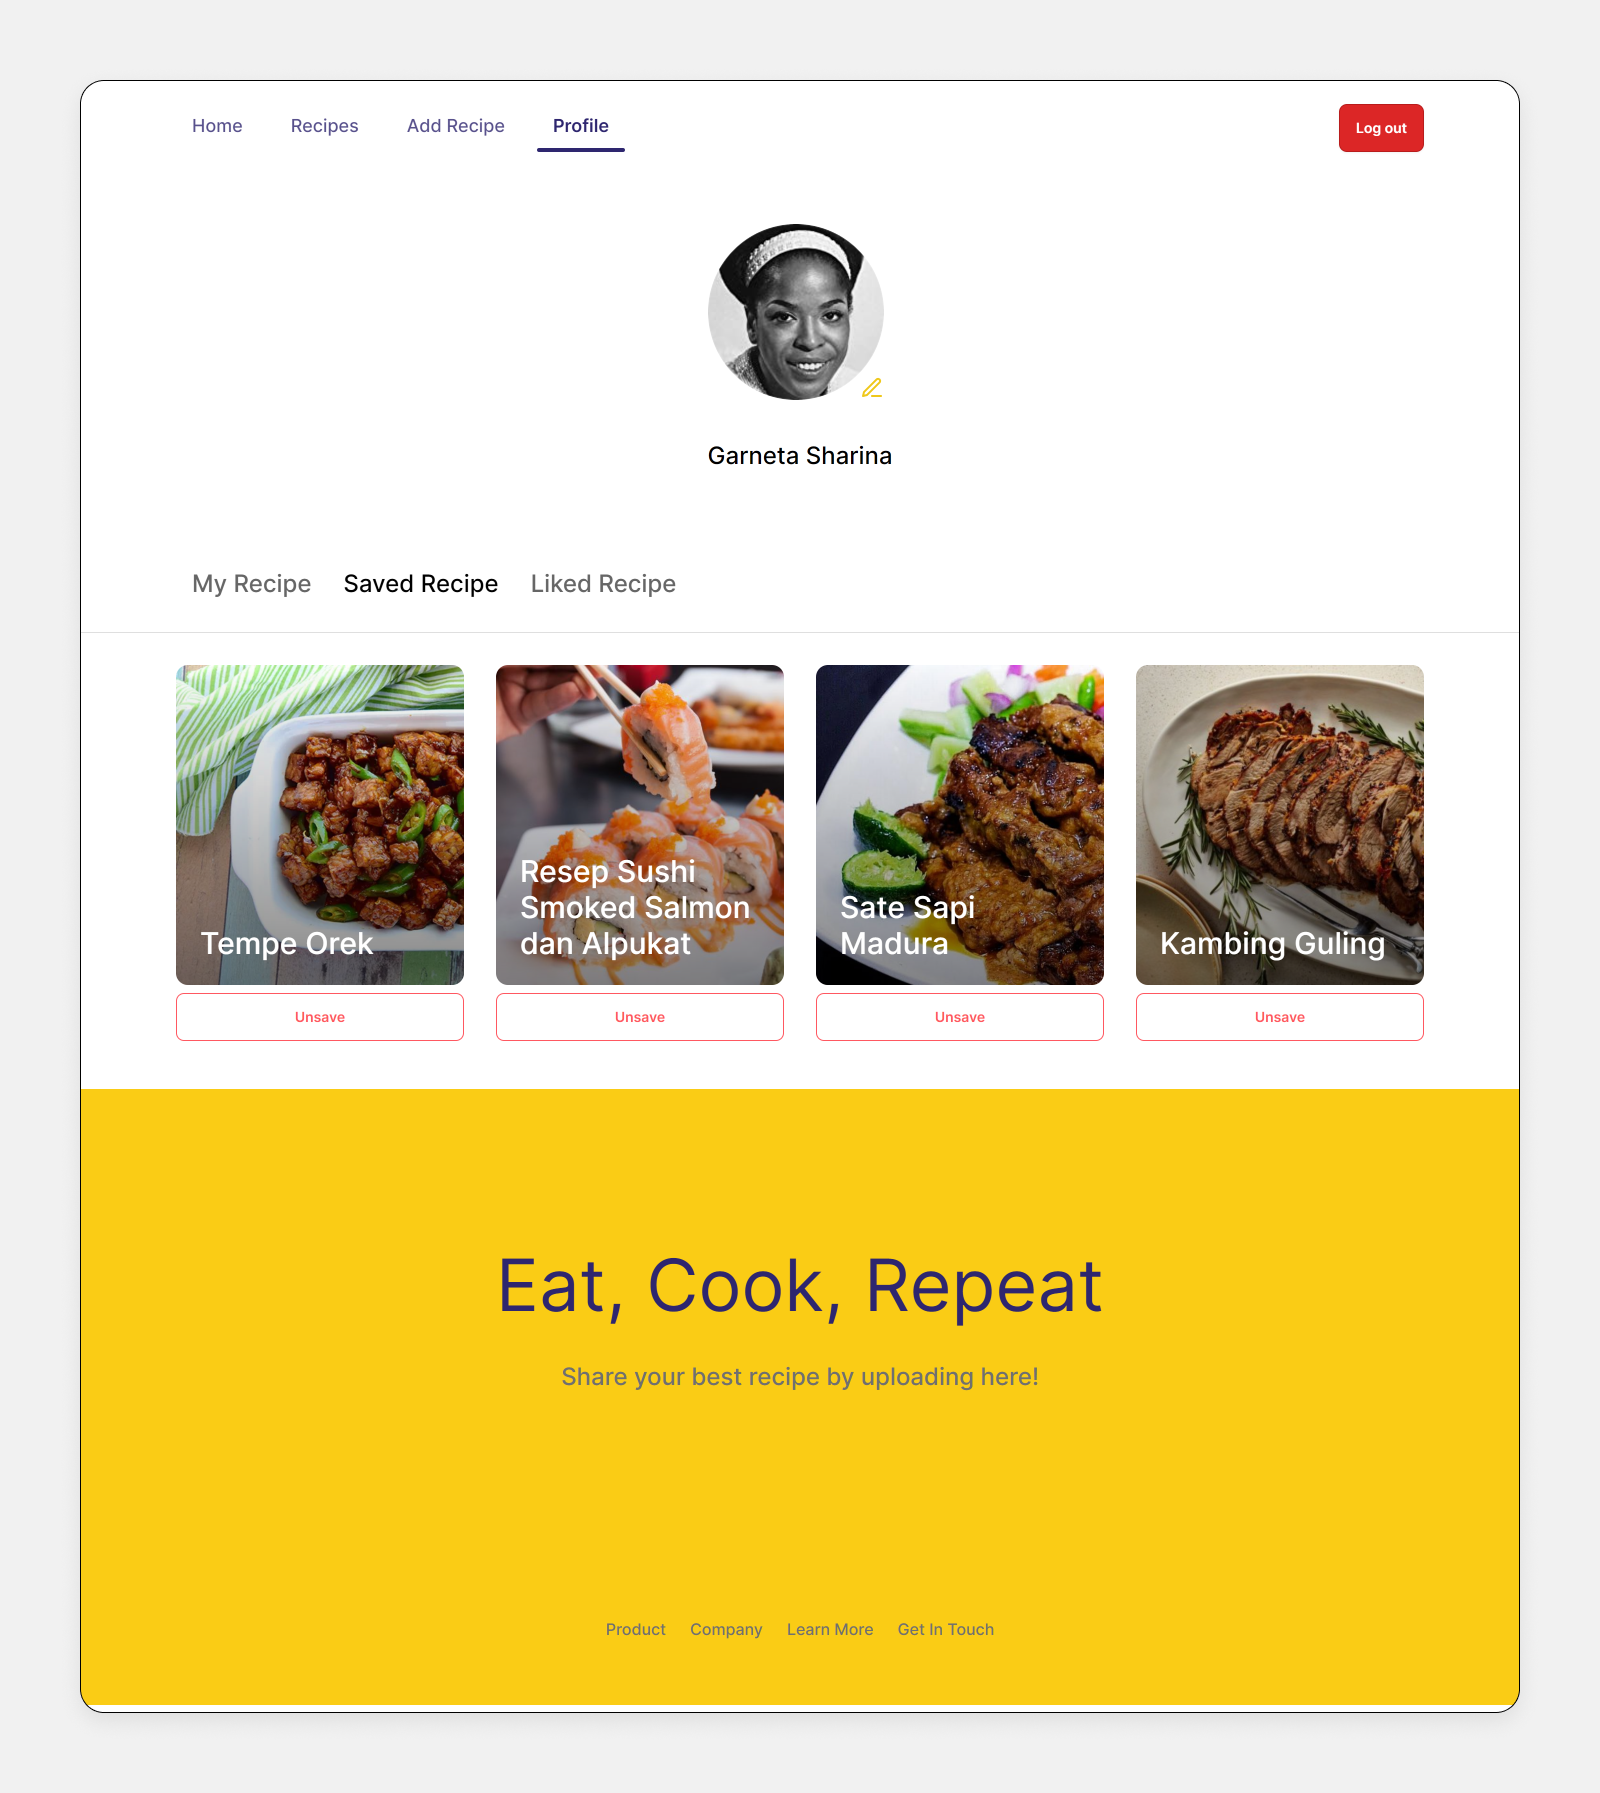 Home Recipes Add Recipe Profile Log out
Garneta Sharina
My Recipe Saved Recipe Liked Recipe
Tempe Orek
Resep Sushi
Smoked Salmon
dan Alpukat
Sate Sapi
Madura
Kambing Guling
Unsave Unsave Unsave Unsave
Eat, Cook, Repeat
Share your best recipe by uploading here!
Product Company Learn More Get In Touch